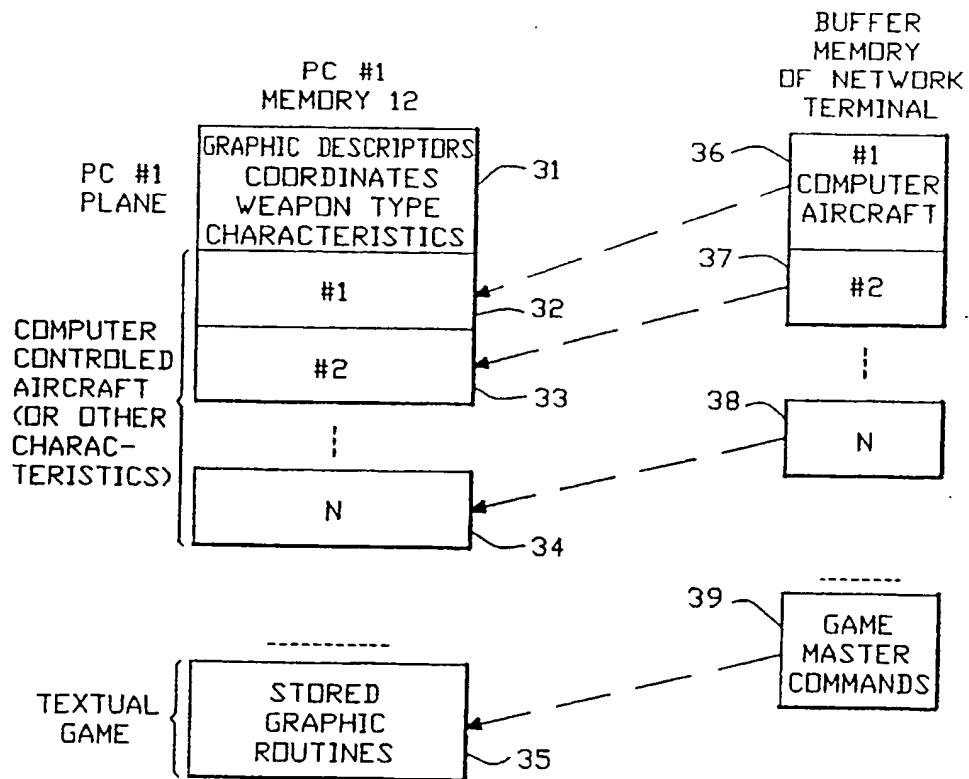 BUFFER
MEMORY
OF NETWORK
TERMINAL
PC #1
MEMORY 12
PC #1
PLANE
GRAPHIC DESCRIPTORS
COORDINATES
WEAPON TYPE
CHARACTERISTICS
31
36
#1
COMPUTER
AIRCRAFT
#1
32
37
#2
COMPUTER
CONTROLED
AIRCRAFT
(OR OTHER
CHARAC-
TERISTICS)
#2
33
38
N
N
34
39
GAME
MASTER
COMMANDS
TEXTUAL
GAME
STORED
GRAPHIC
ROUTINES
35